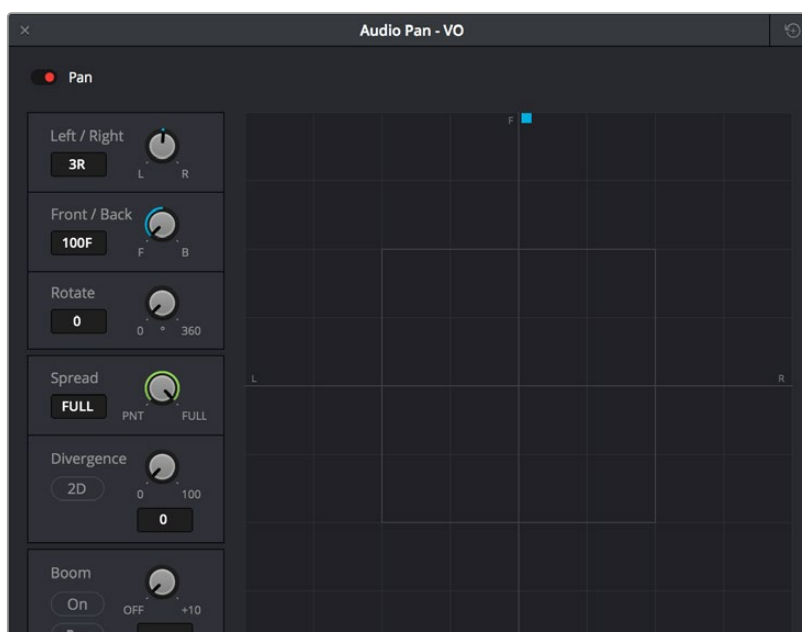 Audio Pan - VO
Pan
Left / Right
3R
L R
Front / Back
100F
F B
Rotate
0
0 ° 360
Spread
FULL
PNT FULL
Divergence
2D
0 100
0
Boom
On
OFF +10
F
L
R